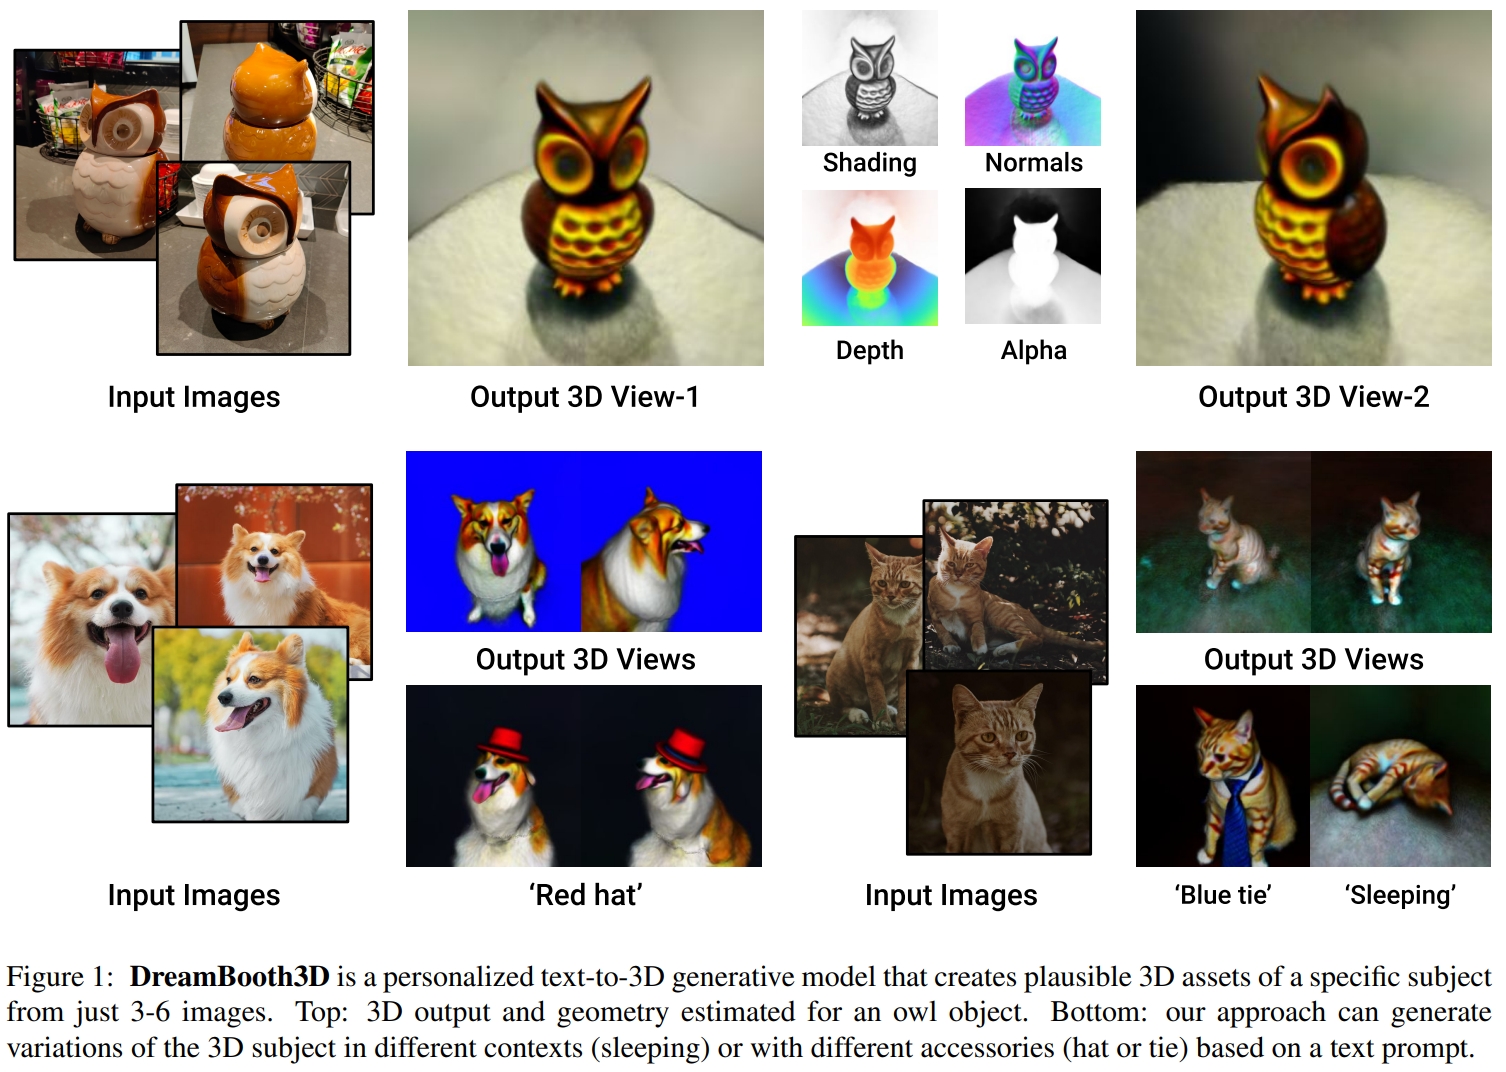 Shading
Normals
Depth
Alpha
Input Images
Output 3D View-1
Output 3D View-2
Output 3D Views
Output 3D Views
Input Images
‘Red hat’
Input Images
‘Blue tie’
‘Sleeping’
Figure 1: DreamBooth3D is a personalized text-to-3D generative model that creates plausible 3D assets of a specific subject
from just 3-6 images. Top: 3D output and geometry estimated for an owl object. Bottom: our approach can generate
variations of the 3D subject in different contexts (sleeping) or with different accessories (hat or tie) based on a text prompt.